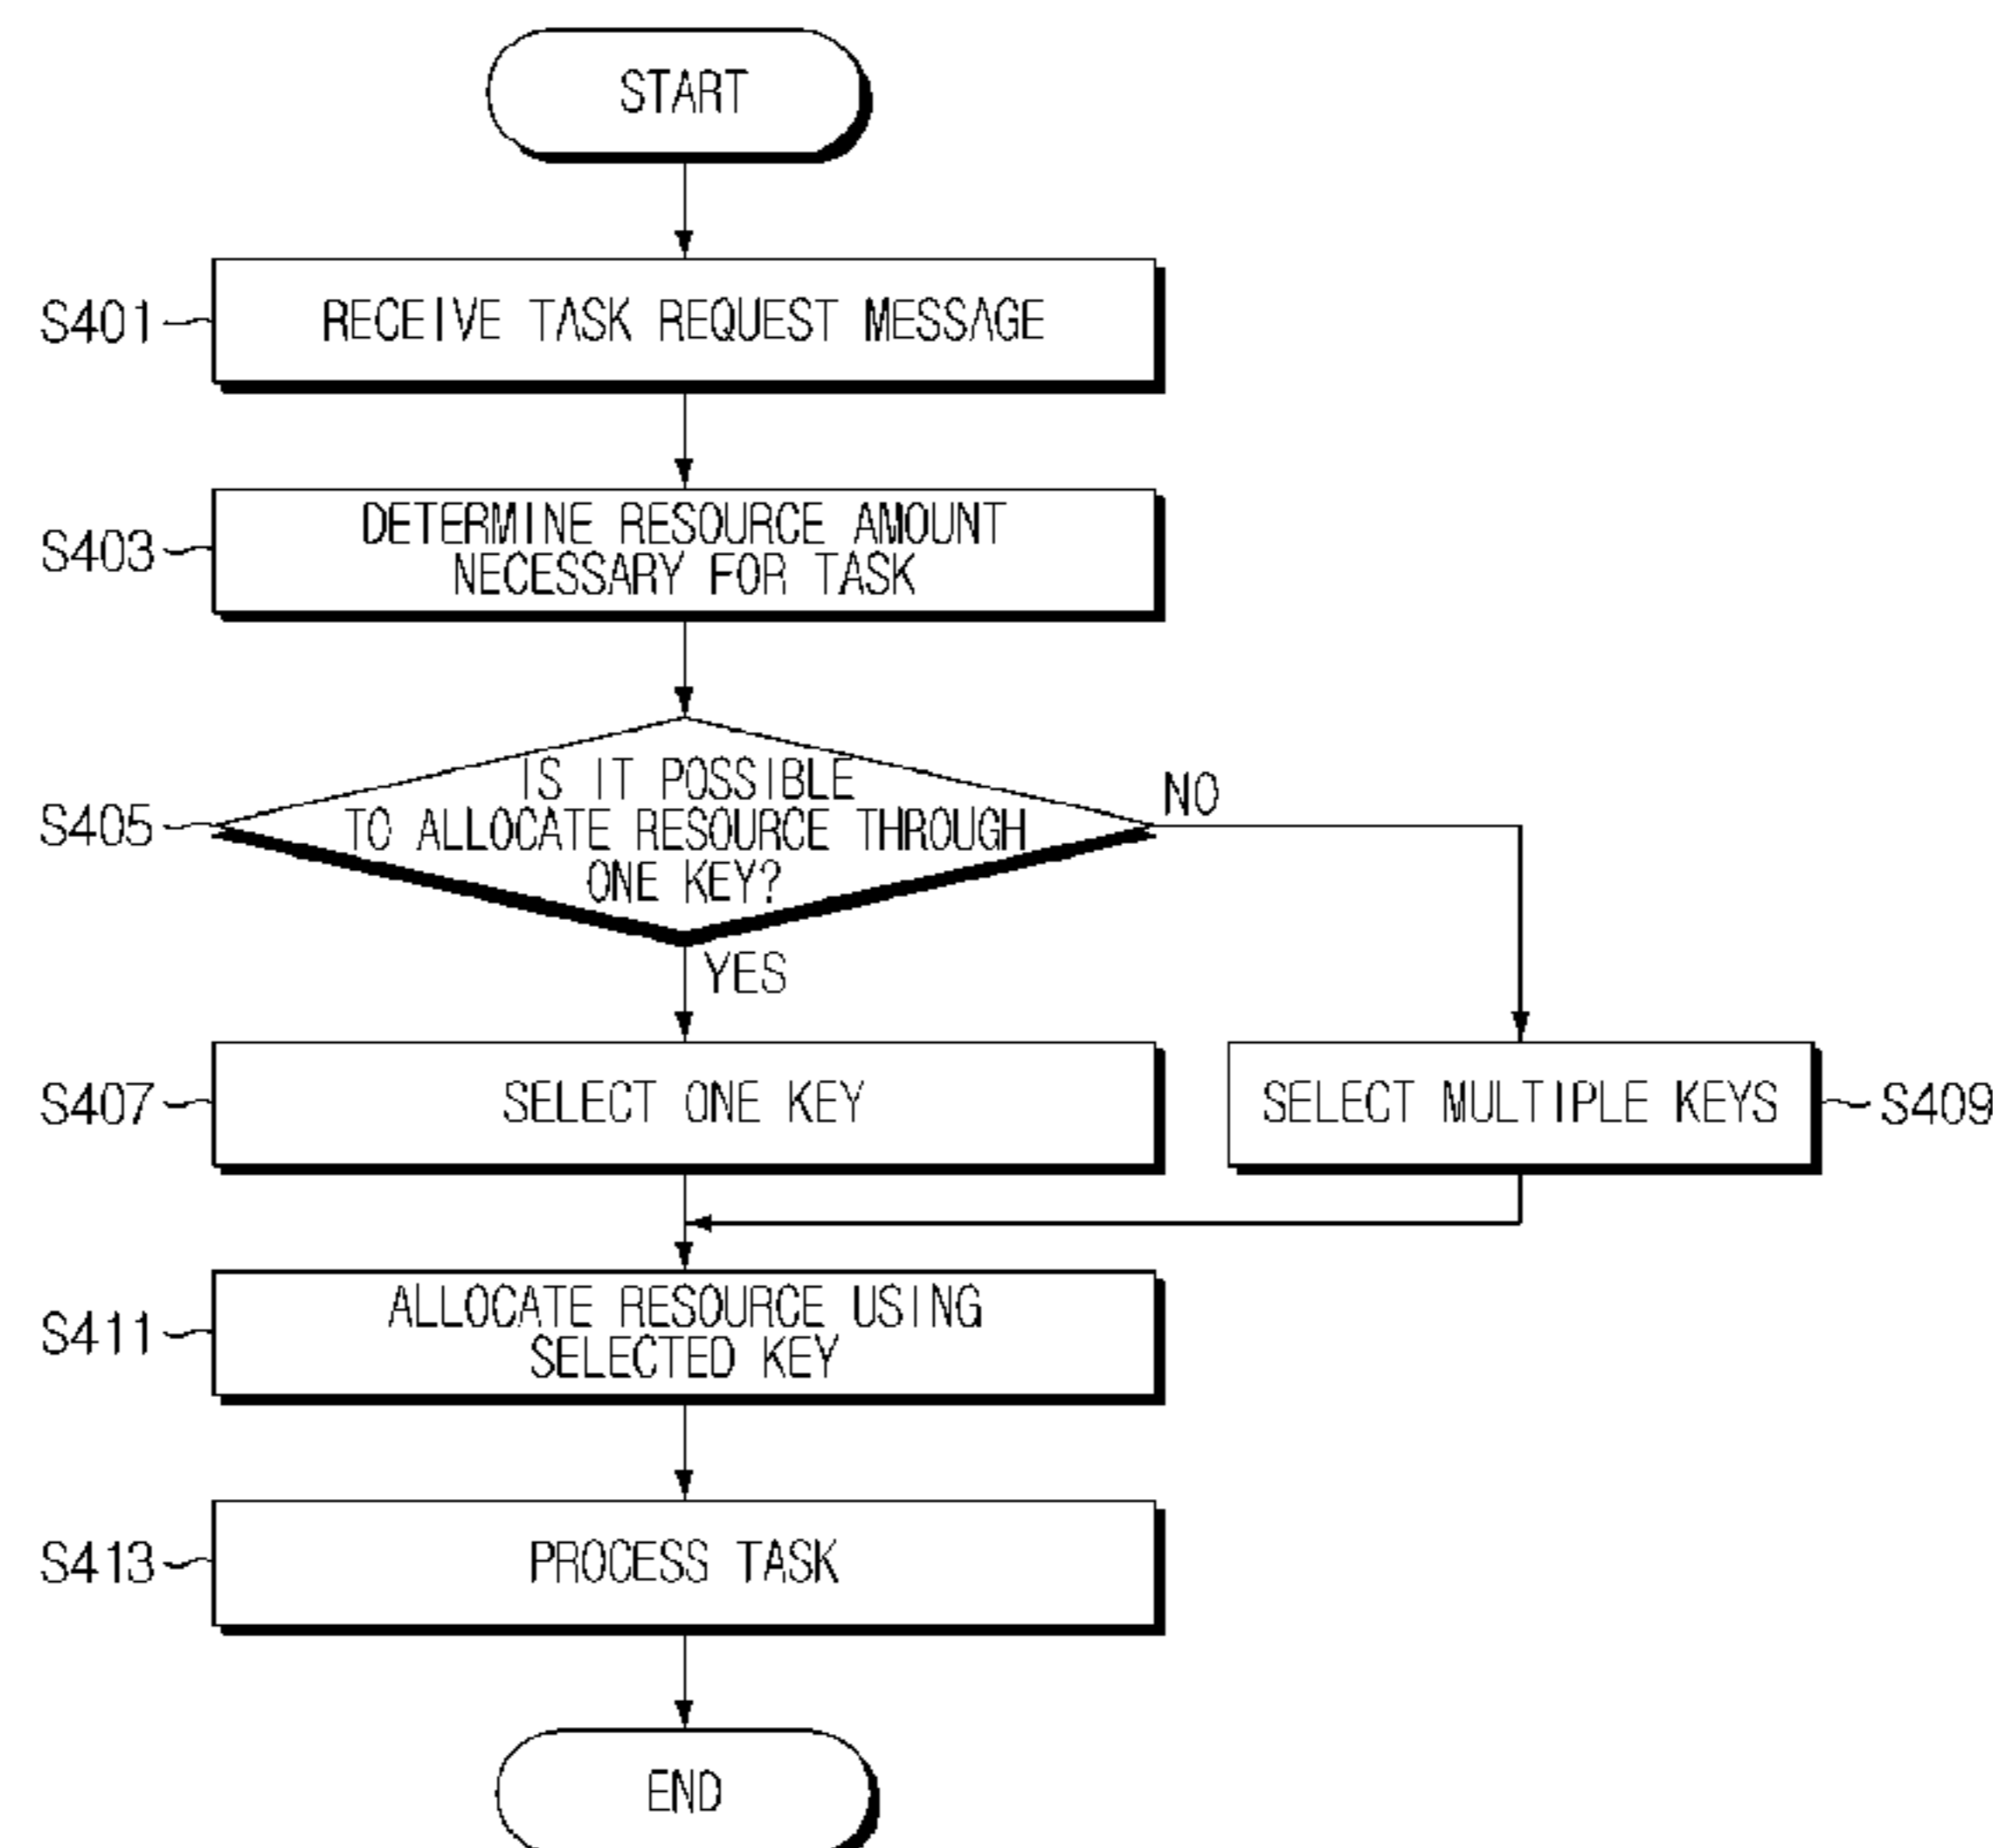 START
S401
RECEIVE TASK REQUEST MESSAGE
S403
DETERMINE RESOURCE AMOUNT
NECESSARY FOR TASK
S405
IS IT POSSIBLE
TO ALLOCATE RESOURCE THROUGH
ONE KEY?
NO
YES
S407
SELECT ONE KEY
SELECT MULTIPLE KEYS
S409
S411
ALLOCATE RESOURCE USING
SELECTED KEY
S413
PROCESS TASK
END